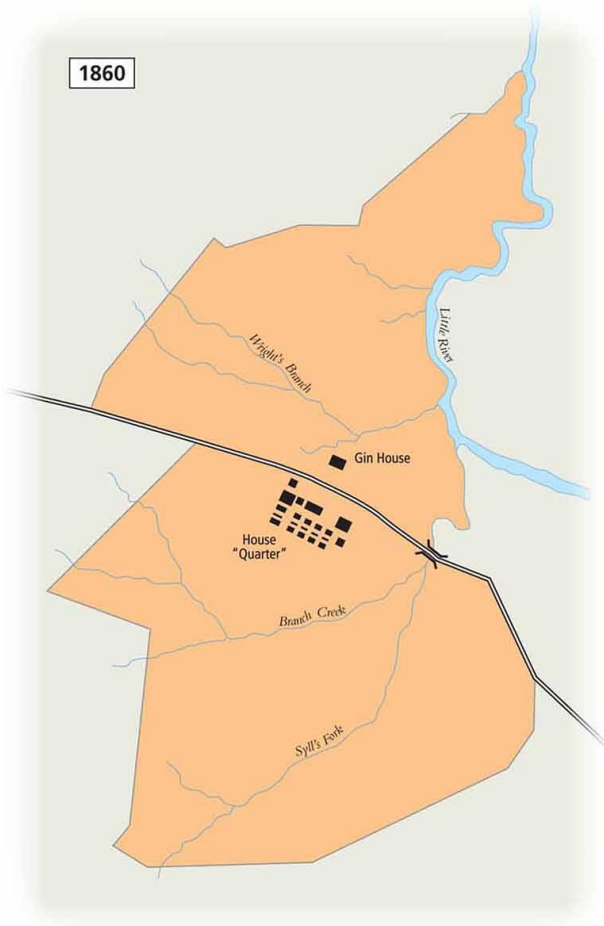 1860
Little River
Wright's Branch
Gin House
House
"Quarter"
Branch Creek
Syll's Fork